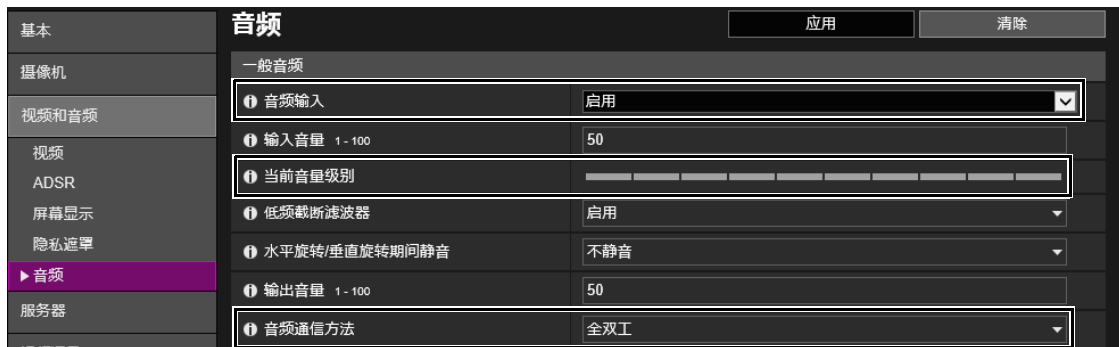 基本
摄像机
视频和音频
视频
ADSR
屏幕显示
隐私遮罩
▶音频
服务器
音频
应用
清除
一般音频
音频输入 启用
输入音量 1 - 100 50
当前音量级别
低频截断滤波器 启用
水平旋转/垂直旋转期间静音 不静音
输出音量 1 - 100 50
音频通信方法 全双工